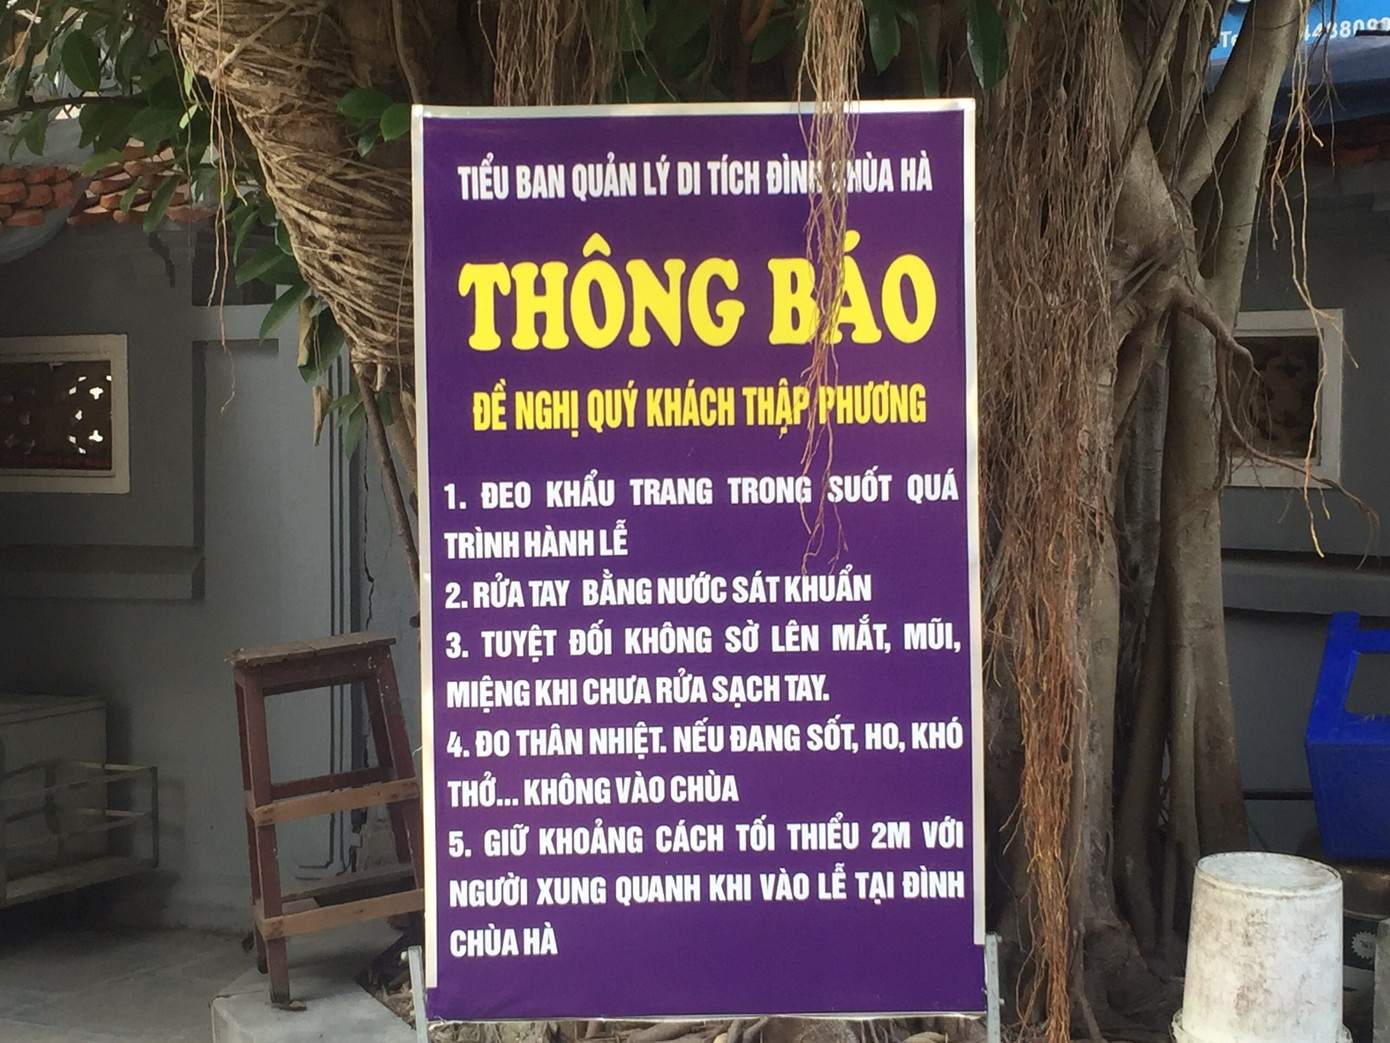 TIỂU BAN QUẢN LÝ DI TÍCH ĐÌNH CHÙA HÀ
THÔNG BÁO
ĐỀ NGHỊ QUÝ KHÁCH THẬP PHƯƠNG
1. ĐEO KHẨU TRANG TRONG SUỐT QUÁ
TRÌNH HÀNH LỄ
2. RỬA TAY BẰNG NƯỚC SÁT KHUẨN
3. TUYỆT ĐỐI KHÔNG SỜ LÊN MẮT, MŨI,
MIỆNG KHI CHƯA RỬA SẠCH TAY.
4. ĐO THÂN NHIỆT. NẾU ĐANG SỐT, HO, KHÓ
THỞ... KHÔNG VÀO CHÙA
5. GIỮ KHOẢNG CÁCH TỐI THIỂU 2M VỚI
NGƯỜI XUNG QUANH KHI VÀO LỄ TẠI ĐÌNH
CHÙA HÀ